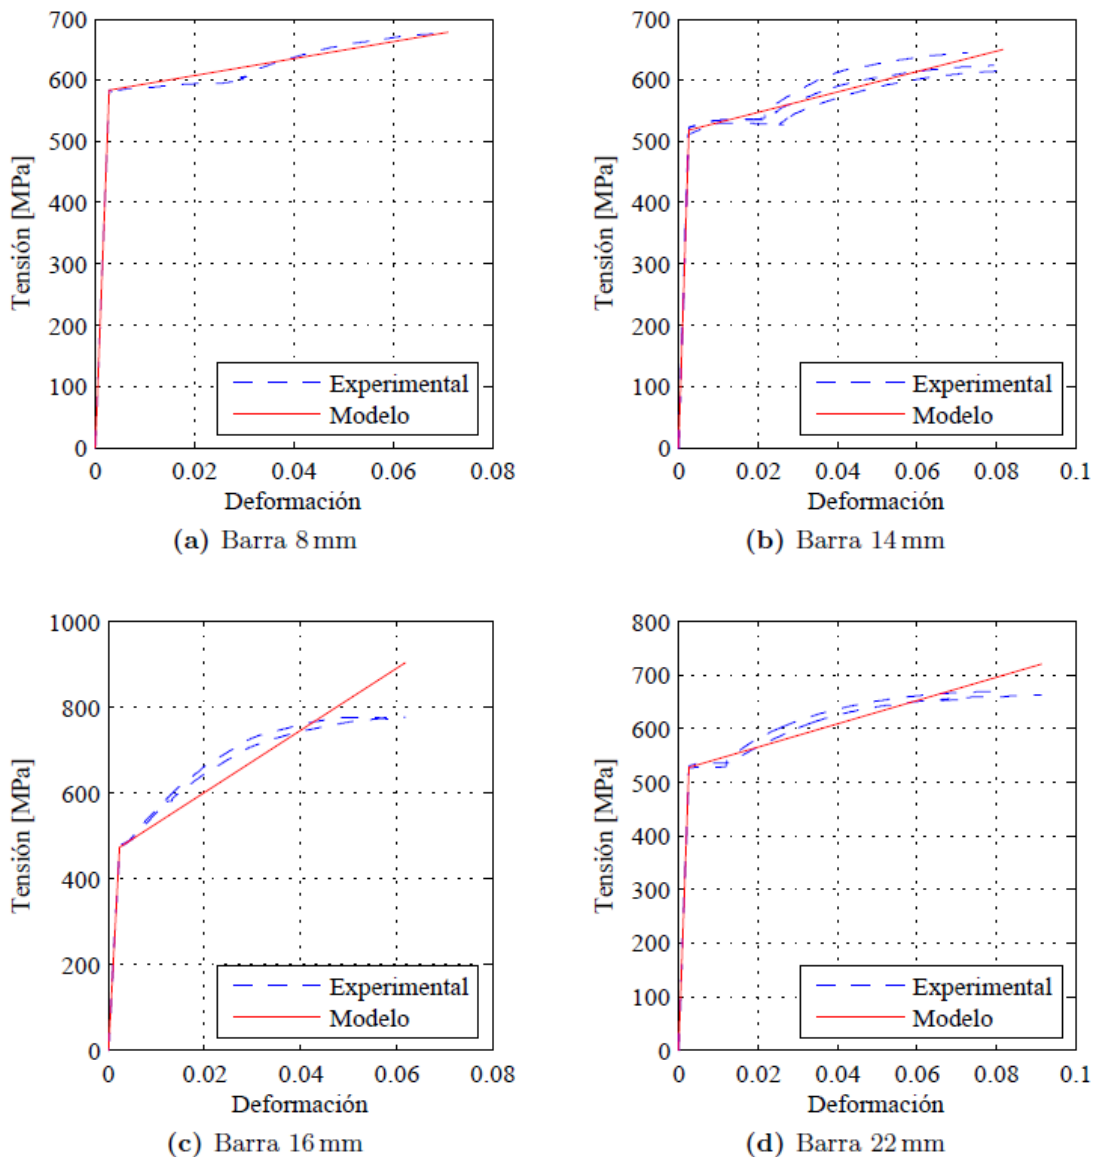 700
600
500
400
300
200
100
0
Tensión [MPa]
Experimental
Modelo
0 0.02 0.04 0.06 0.08
Deformación
(a) Barra 8 mm
700
600
500
400
300
200
100
0
Tensión [MPa]
Experimental
Modelo
0 0.02 0.04 0.06 0.08 0.1
Deformación
(b) Barra 14 mm
1000
800
600
400
200
0
Tensión [MPa]
Experimental
Modelo
0 0.02 0.04 0.06 0.08
Deformación
(c) Barra 16 mm
800
700
600
500
400
300
200
100
0
Tensión [MPa]
Experimental
Modelo
0 0.02 0.04 0.06 0.08 0.1
Deformación
(d) Barra 22 mm